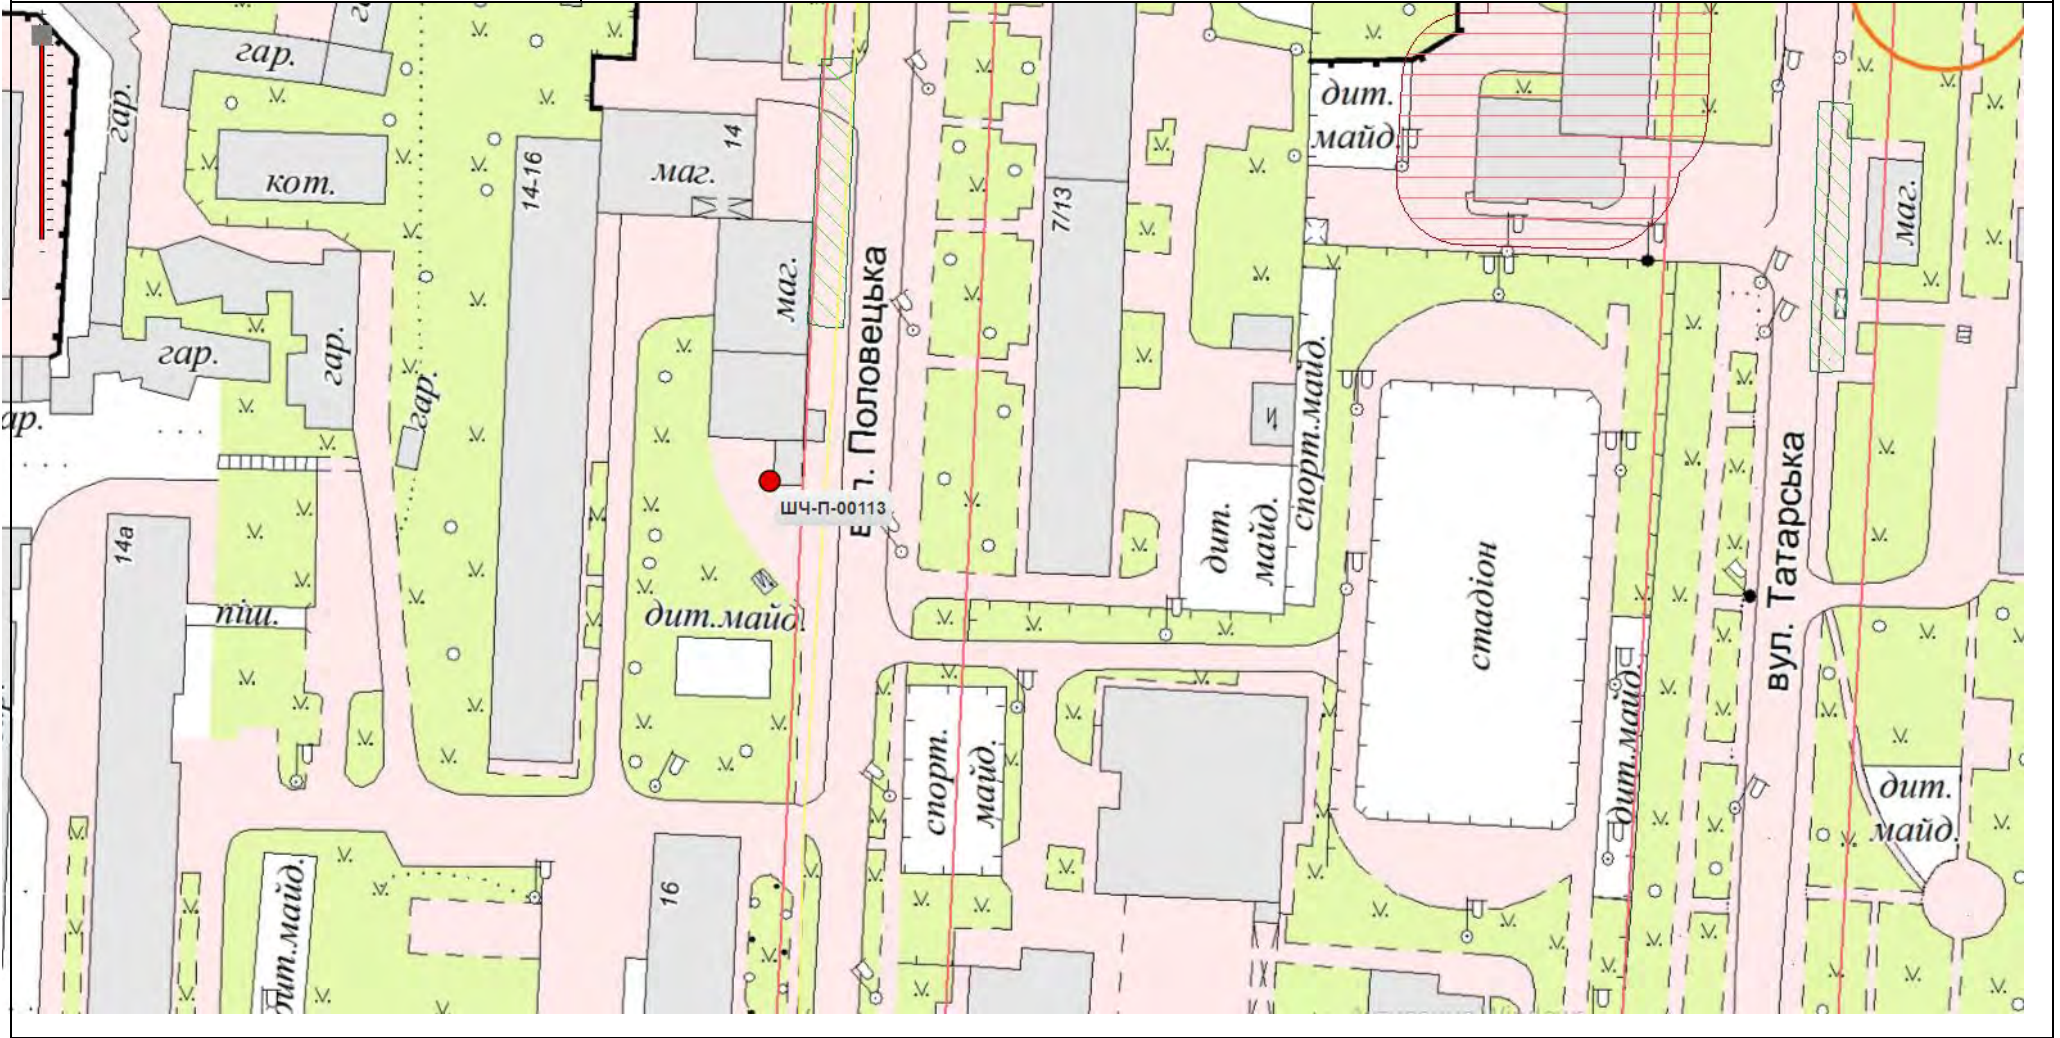 гар.
гар.
кот.
14-16
маг.
14
маг.
7/13
дит.
майд.
маг.
гар.
гар.
гар.
ар.
вул. Половецька
ШЧ-П-00113
спорт.майд.
дит.
майд.
стадіон
вул. Татарська
14а
піш.
дит.майд.
спорт.
майд.
дит.майд.
дит.
майд.
дит.майд.
16